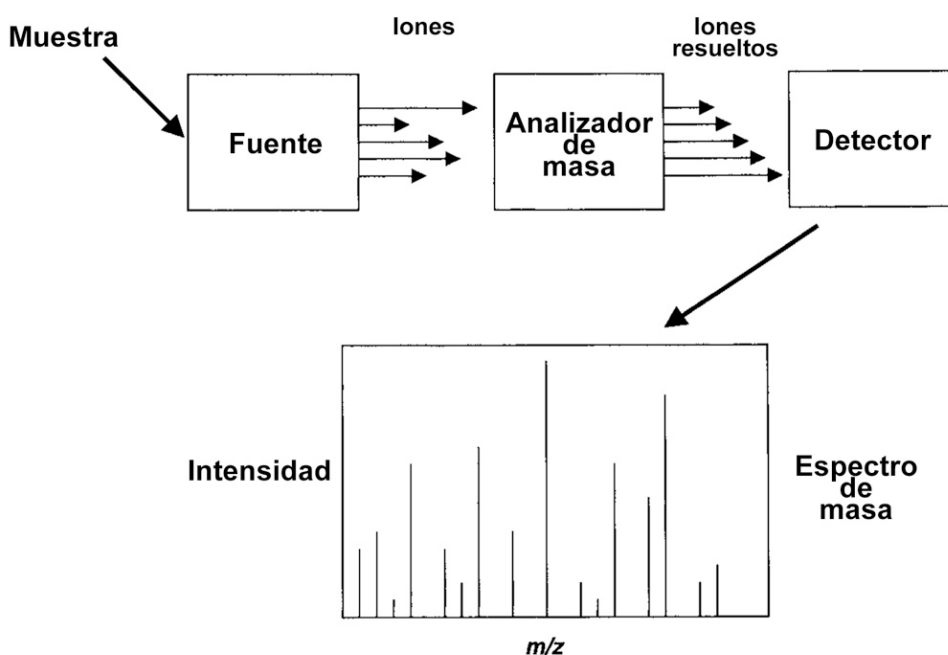 Muestra
Iones
Iones
resueltos
Fuente
Analizador
de
masa
Detector
Intensidad
Espectro
de
masa
m/z